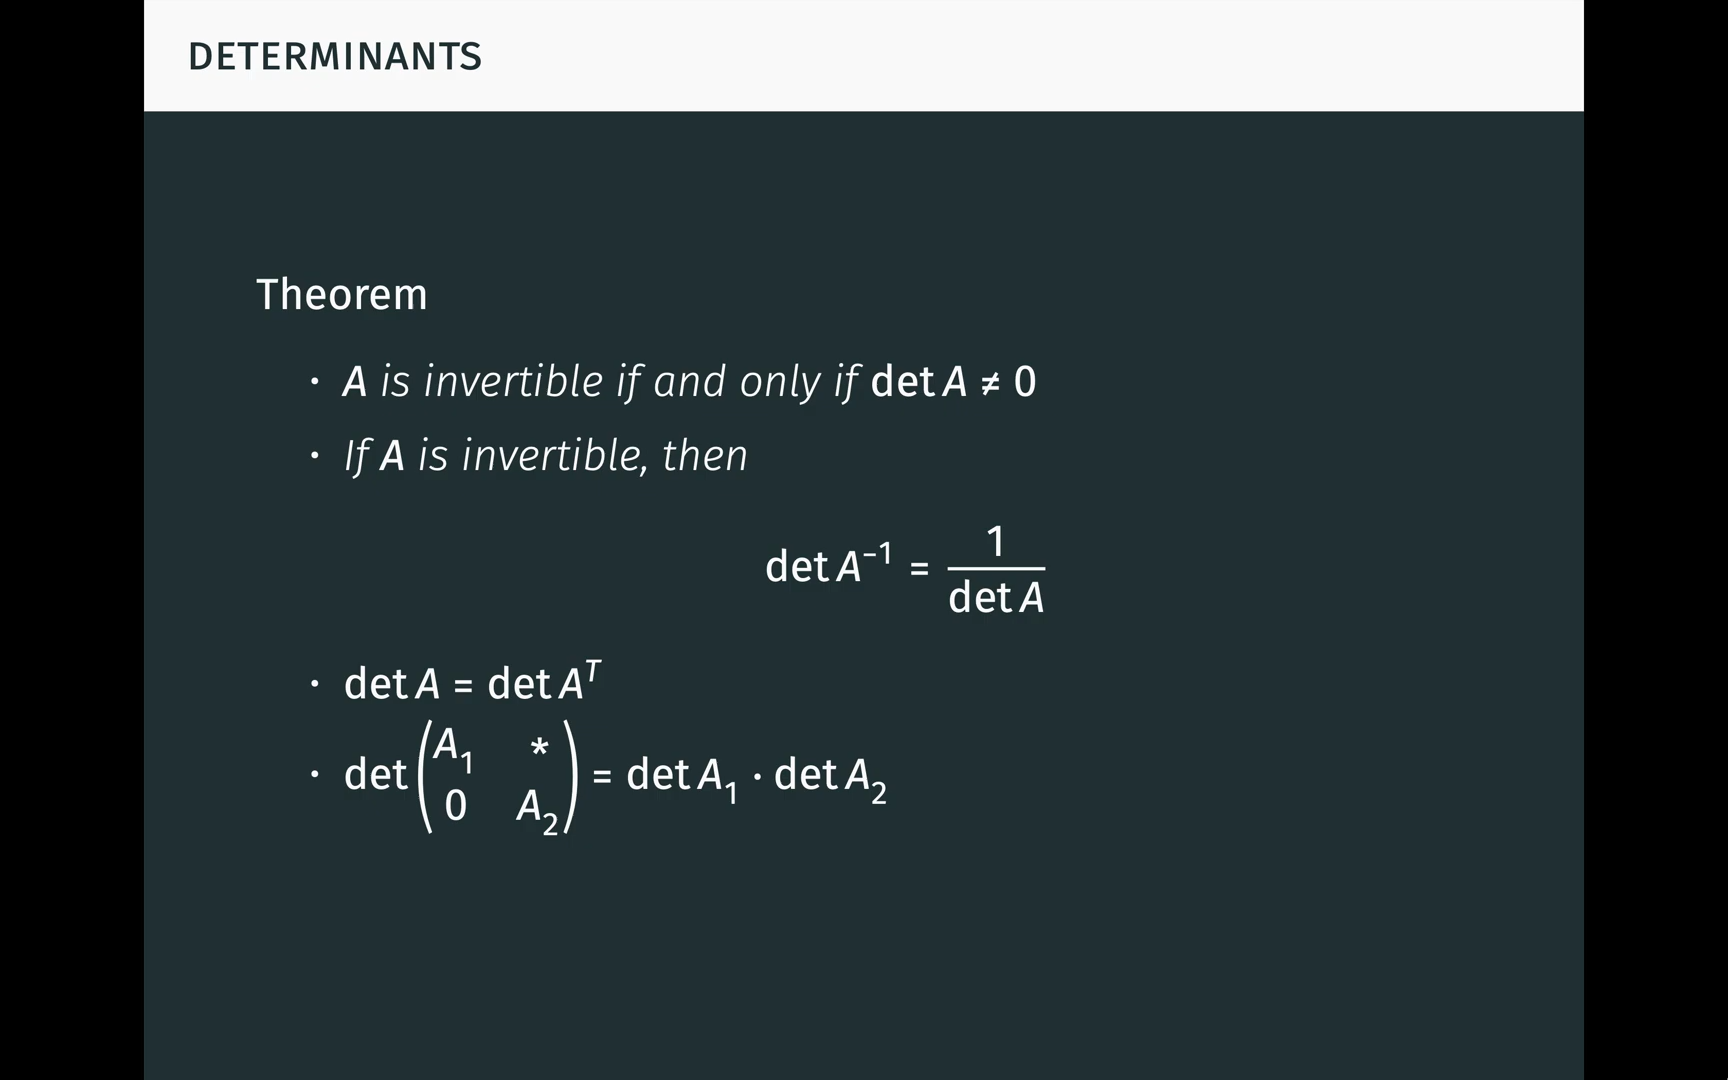 DETERMINANTS
Theorem
· A is invertible if and only if det A ≠ 0
· If A is invertible, then
det A⁻¹ = 1 / det A
· det A = det Aᵀ
· det ( A₁ * ; 0 A₂ ) = det A₁ · det A₂